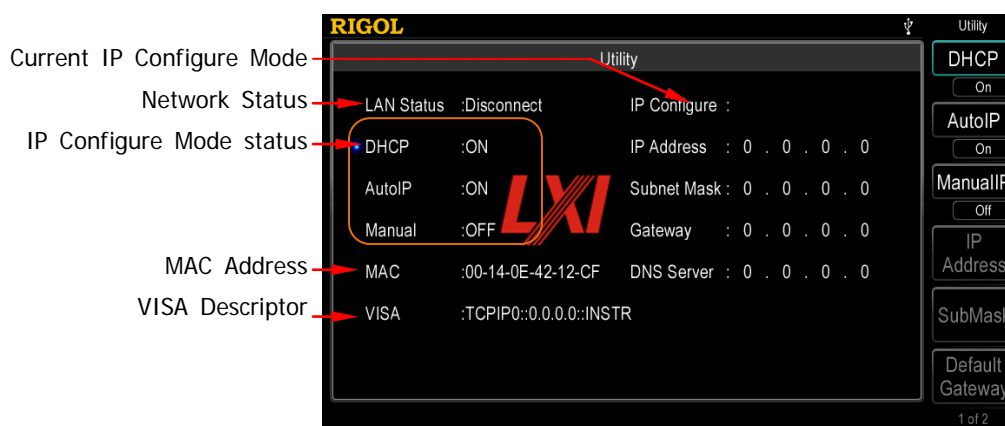 RIGOL
Utility
Utility
Current IP Configure Mode
DHCP
On
Network Status
LAN Status :Disconnect IP Configure :
AutoIP
On
IP Configure Mode status
DHCP :ON IP Address : 0 . 0 . 0 . 0
AutoIP :ON LXI Subnet Mask : 0 . 0 . 0 . 0
ManualIP
Off
Manual :OFF Gateway : 0 . 0 . 0 . 0
IP
Address
MAC Address
MAC :00-14-0E-42-12-CF DNS Server : 0 . 0 . 0 . 0
VISA Descriptor
VISA :TCPIP0::0.0.0.0::INSTR
SubMask
Default
Gateway
1 of 2